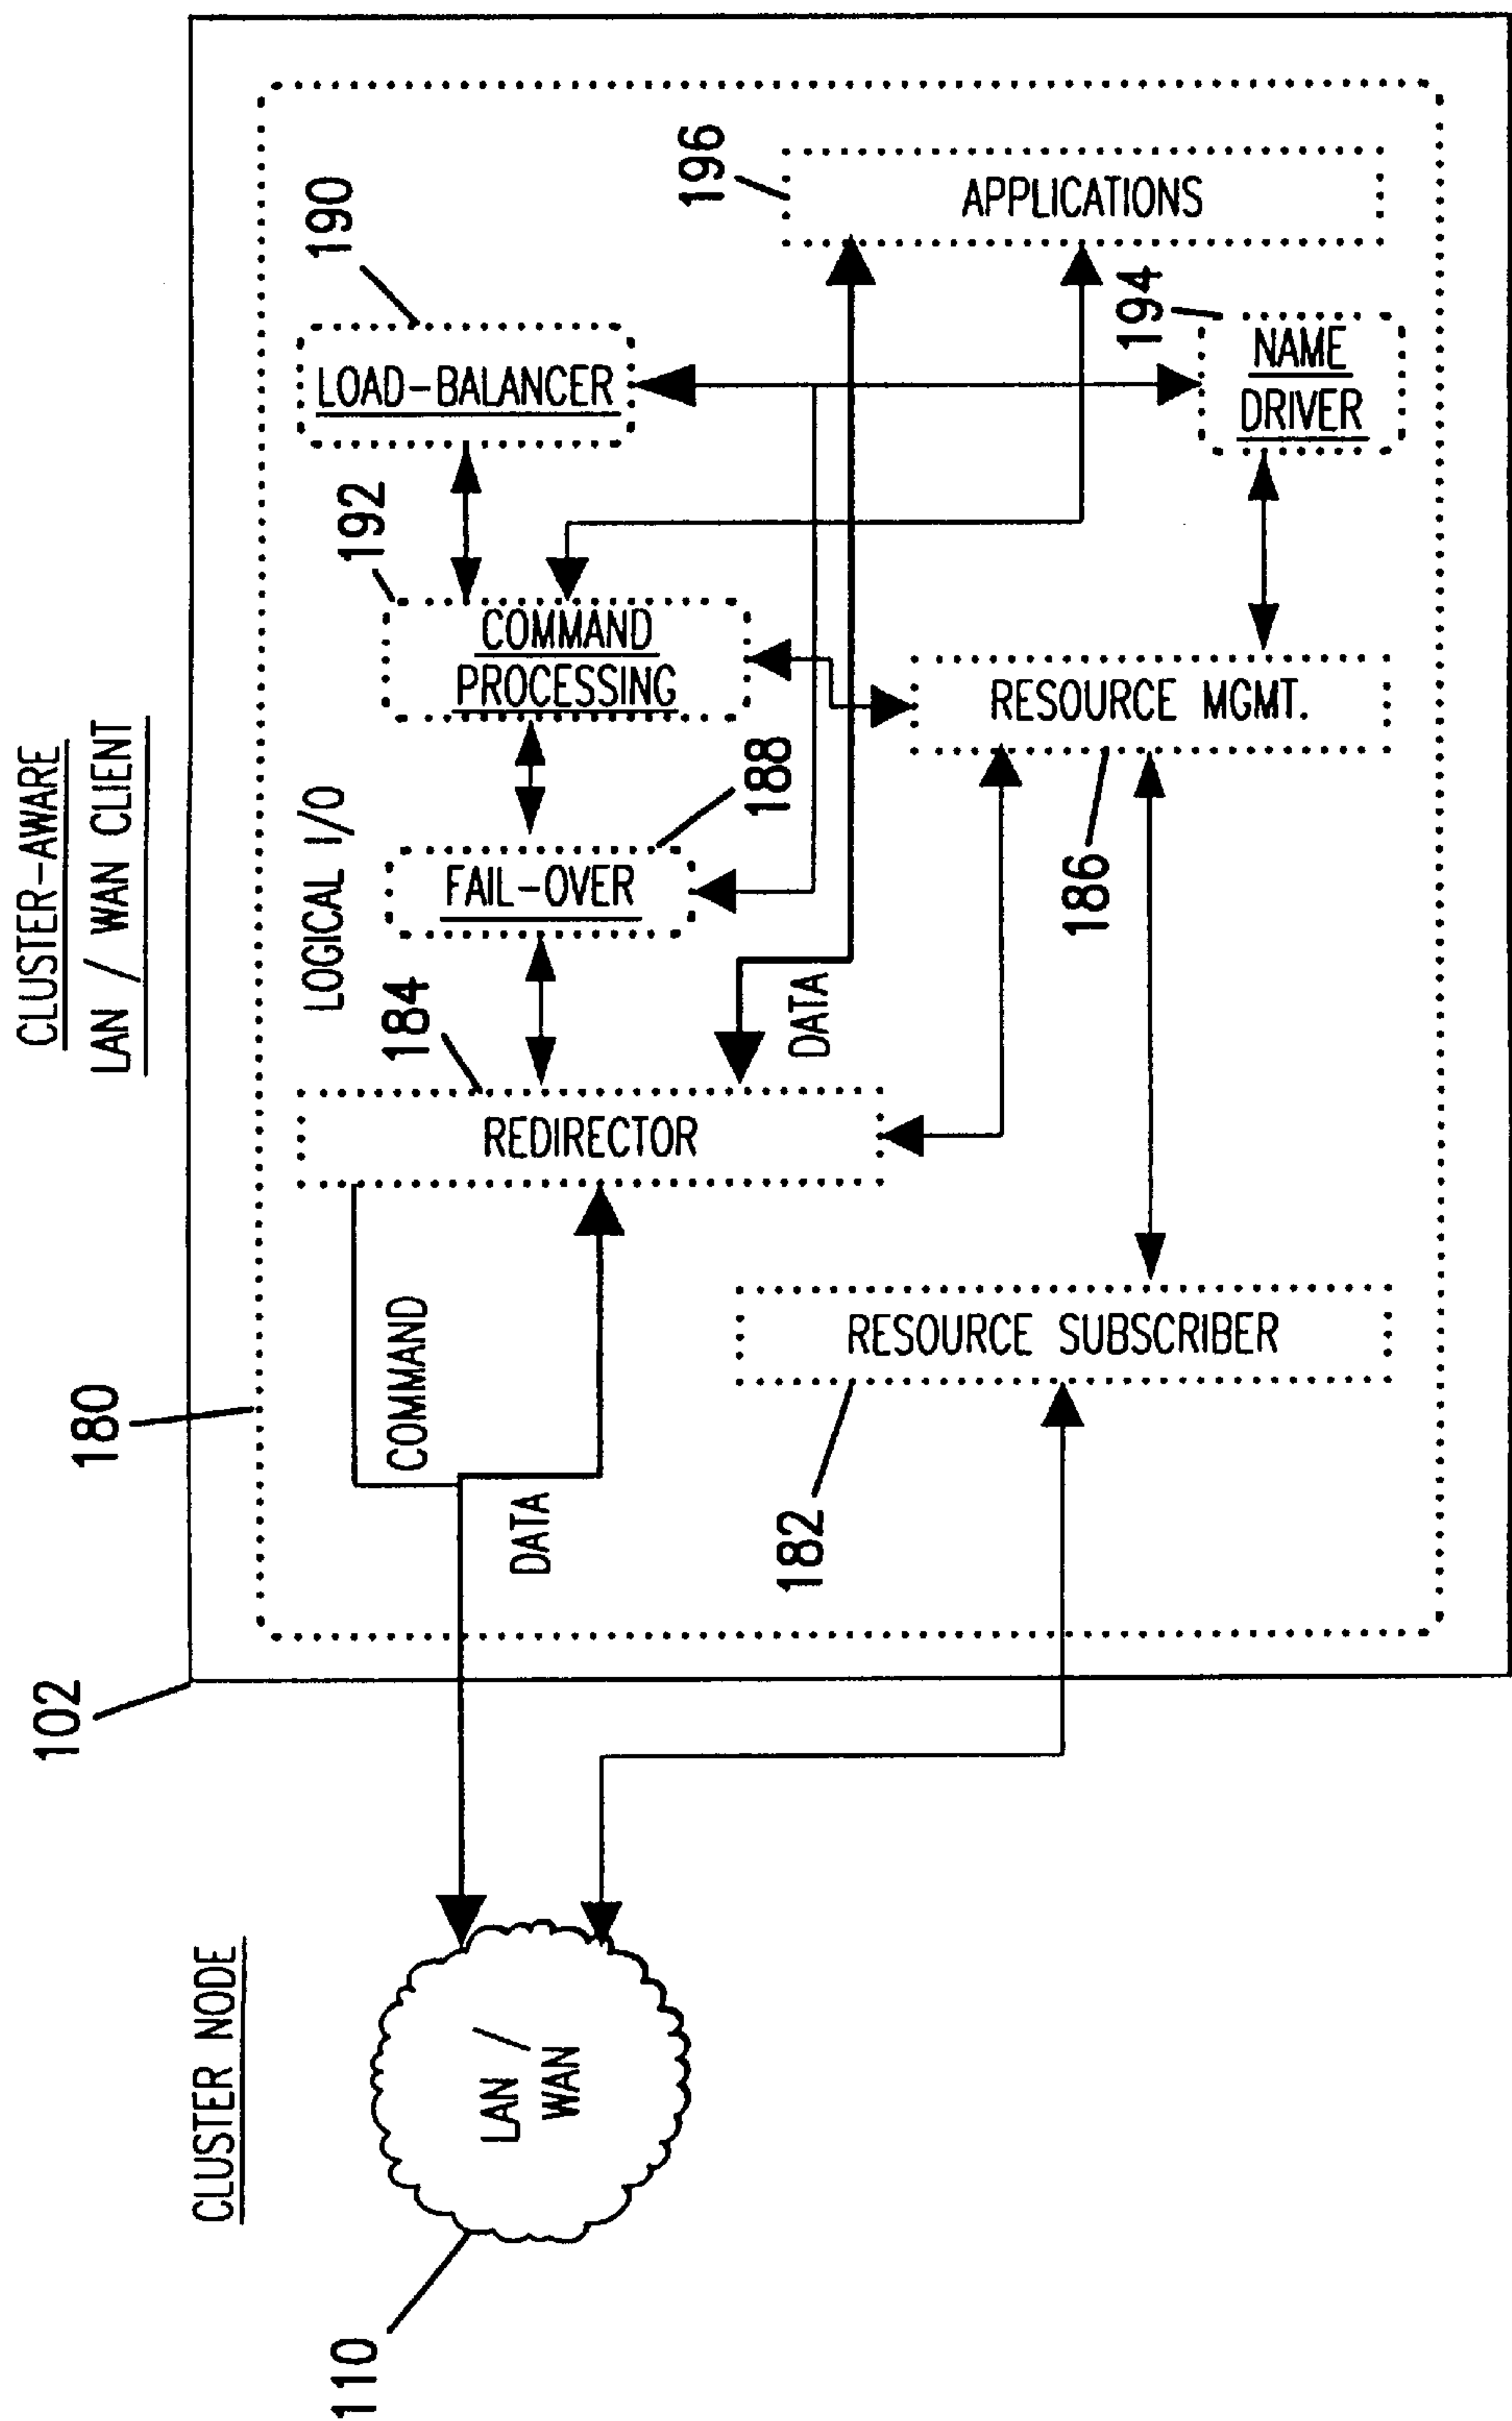 CLUSTER-AWARE
LAN / WAN CLIENT
CLUSTER NODE
110
LAN /
WAN
102
180
COMMAND
DATA
182
RESOURCE SUBSCRIBER
184
REDIRECTOR
DATA
LOGICAL I/O
188
FAIL-OVER
186
RESOURCE MGMT.
192
COMMAND
PROCESSING
190
LOAD-BALANCER
194
NAME
DRIVER
196
APPLICATIONS